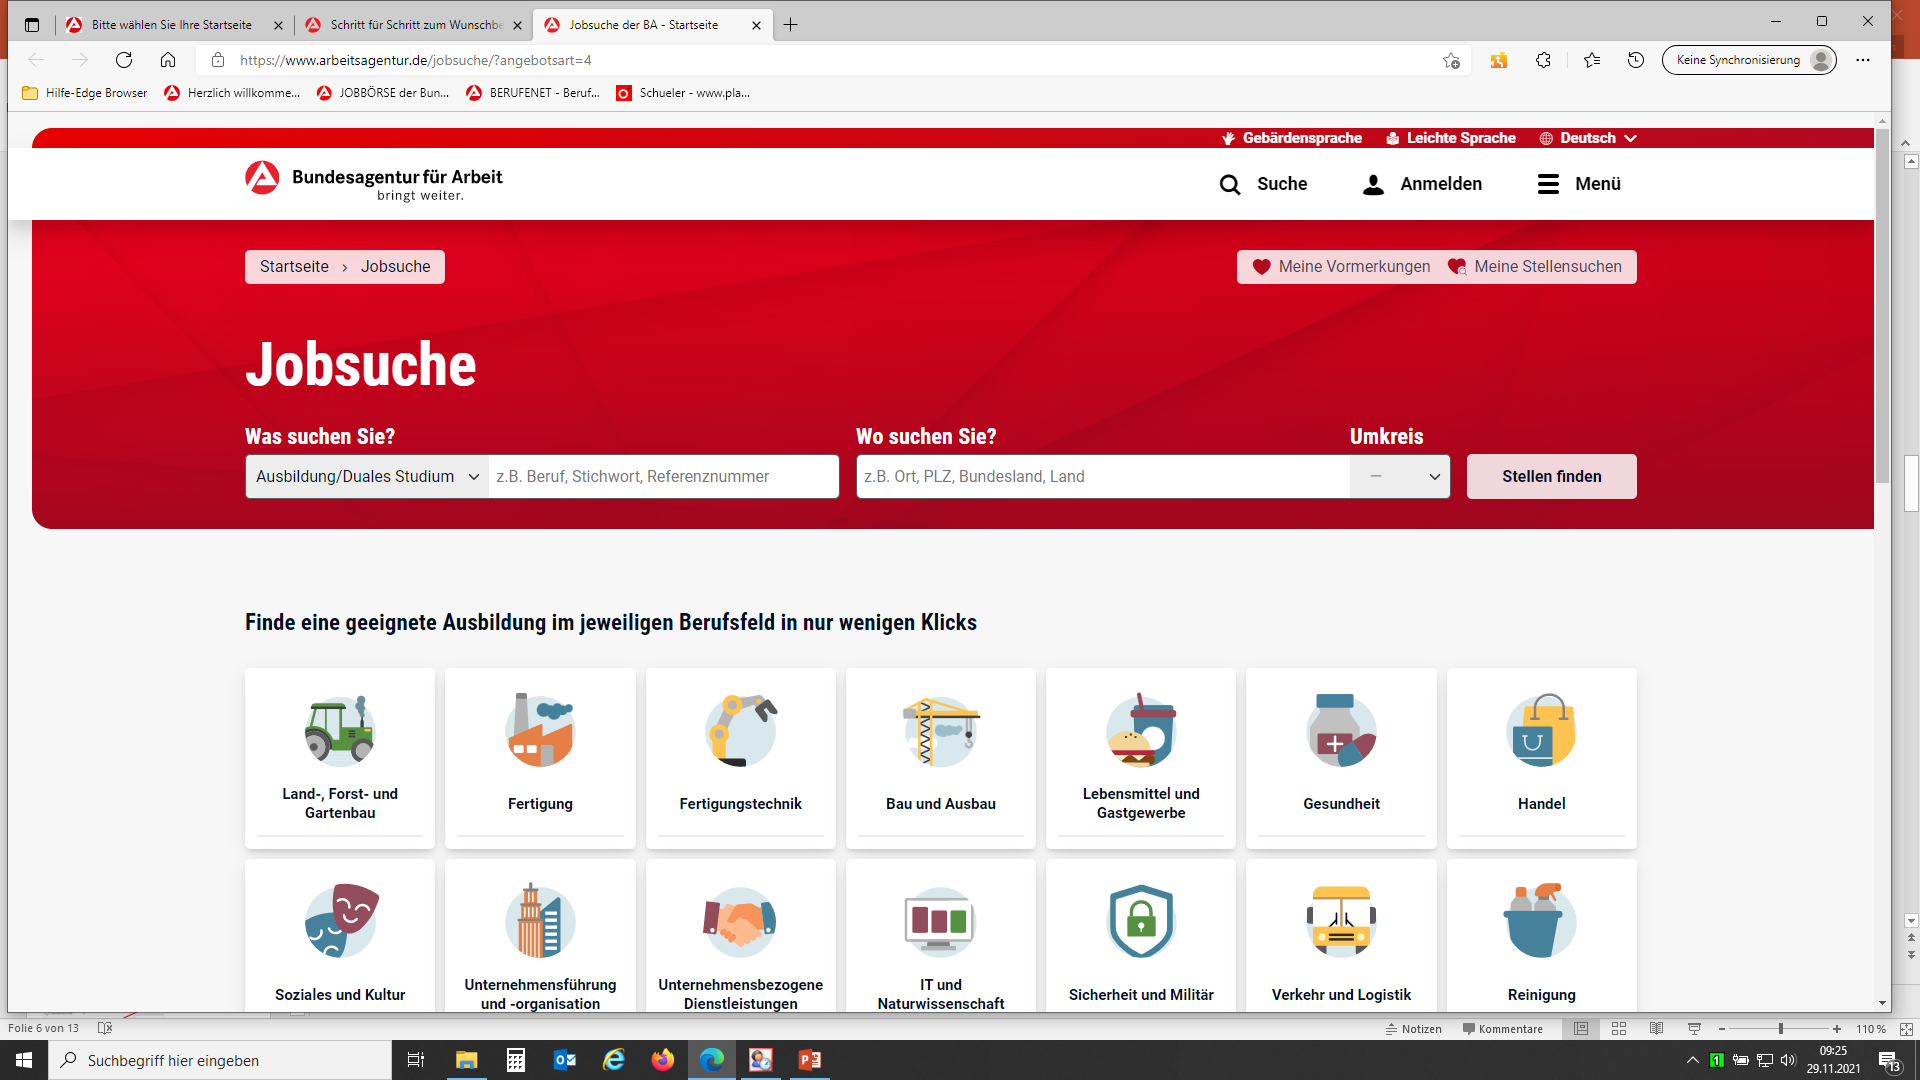 Bitte wählen Sie Ihre Startseite
Schritt für Schritt zum Wunschbe
Jobsuche der BA - Startseite
https://www.arbeitsagentur.de/jobsuche/?angebotsart=4
Keine Synchronisierung
Hilfe-Edge Browser
Herzlich willkomme...
JOBBÖRSE der Bun...
BERUFENET - Beruf...
Schueler - www.pla...
Gebärdensprache
Leichte Sprache
Deutsch
Bundesagentur für Arbeit
bringt weiter.
Suche
Anmelden
Menü
Startseite › Jobsuche
Meine Vormerkungen
Meine Stellensuchen
Jobsuche
Was suchen Sie?
Wo suchen Sie?
Umkreis
Ausbildung/Duales Studium
z.B. Beruf, Stichwort, Referenznummer
z.B. Ort, PLZ, Bundesland, Land
—
Stellen finden
Finde eine geeignete Ausbildung im jeweiligen Berufsfeld in nur wenigen Klicks
Land-, Forst- und
Gartenbau
Fertigung
Fertigungstechnik
Bau und Ausbau
Lebensmittel und
Gastgewerbe
Gesundheit
Handel
Soziales und Kultur
Unternehmensführung
und -organisation
Unternehmensbezogene
Dienstleistungen
IT und
Naturwissenschaft
Sicherheit und Militär
Verkehr und Logistik
Reinigung
Folie 6 von 13
Notizen
Kommentare
110 %
Suchbegriff hier eingeben
1
09:25
29.11.2021
13